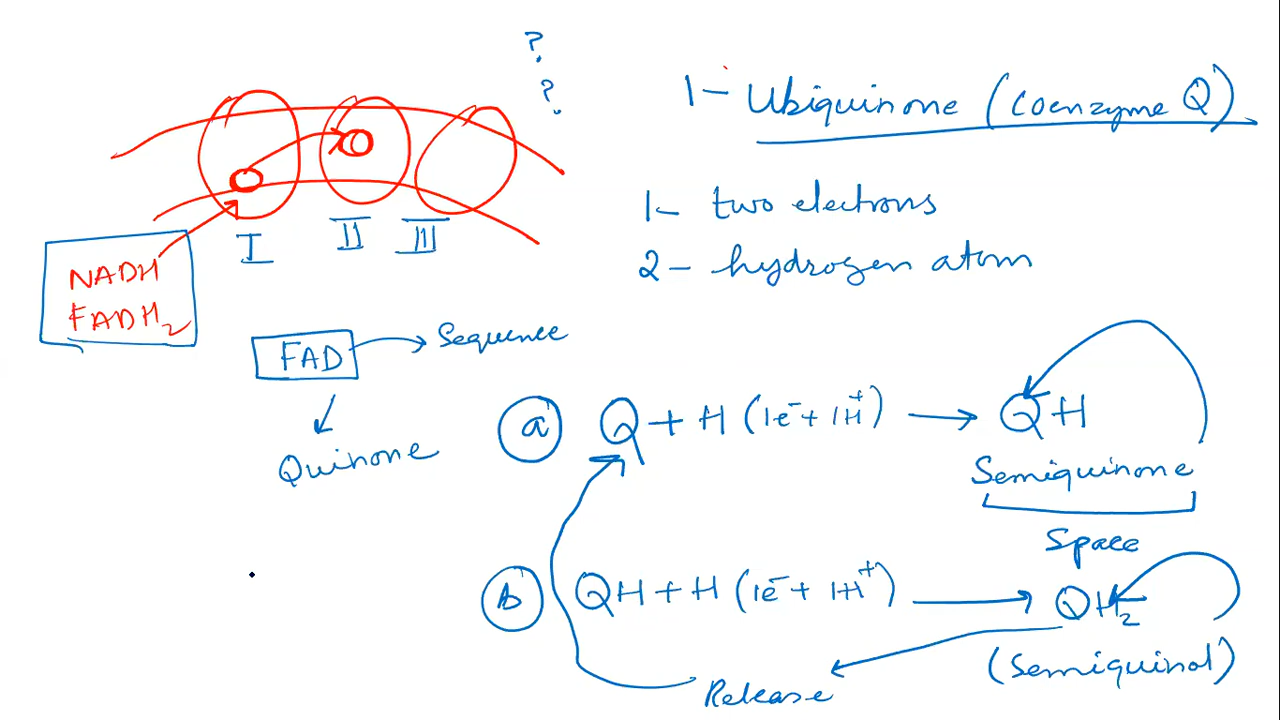 ?
?
1- Ubiquinone (Coenzyme Q)
1- two electrons
2- hydrogen atom
I II III
NADH
FADH₂
FAD → Sequence
Quinone
a Q + H (1e⁻ + 1H⁺) → QH
Semiquinone
Space
b QH + H (1e⁻ + 1H⁺) → QH₂
(Semiquinol)
Release